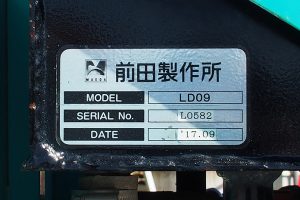 MAEDA
前田製作所
MODEL LD09
SERIAL No. L0582
DATE '17.09